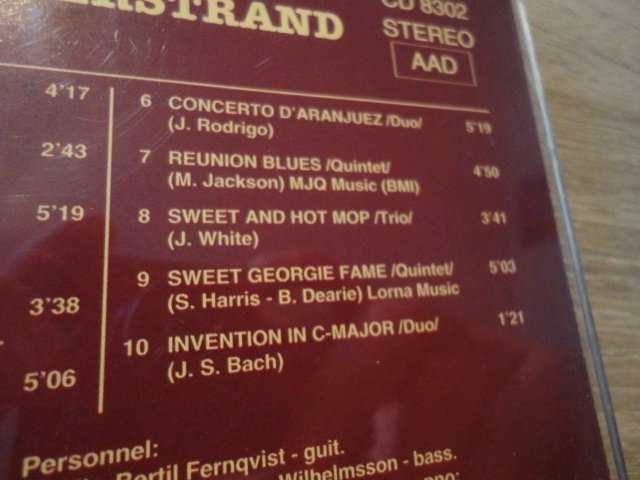 ERSTRAND
CD 8302
STEREO
AAD
4'17
2'43
5'19
3'38
5'06
6 CONCERTO D'ARANJUEZ /Duo/ 5'19
(J. Rodrigo)
7 REUNION BLUES /Quintet/ 4'50
(M. Jackson) MJQ Music (BMI)
8 SWEET AND HOT MOP /Trio/ 3'41
(J. White)
9 SWEET GEORGIE FAME /Quintet/ 5'03
(S. Harris - B. Dearie) Lorna Music
10 INVENTION IN C-MAJOR /Duo/ 1'21
(J. S. Bach)
Personnel:
Bertil Fernqvist - guit.
Wilhelmsson - bass.